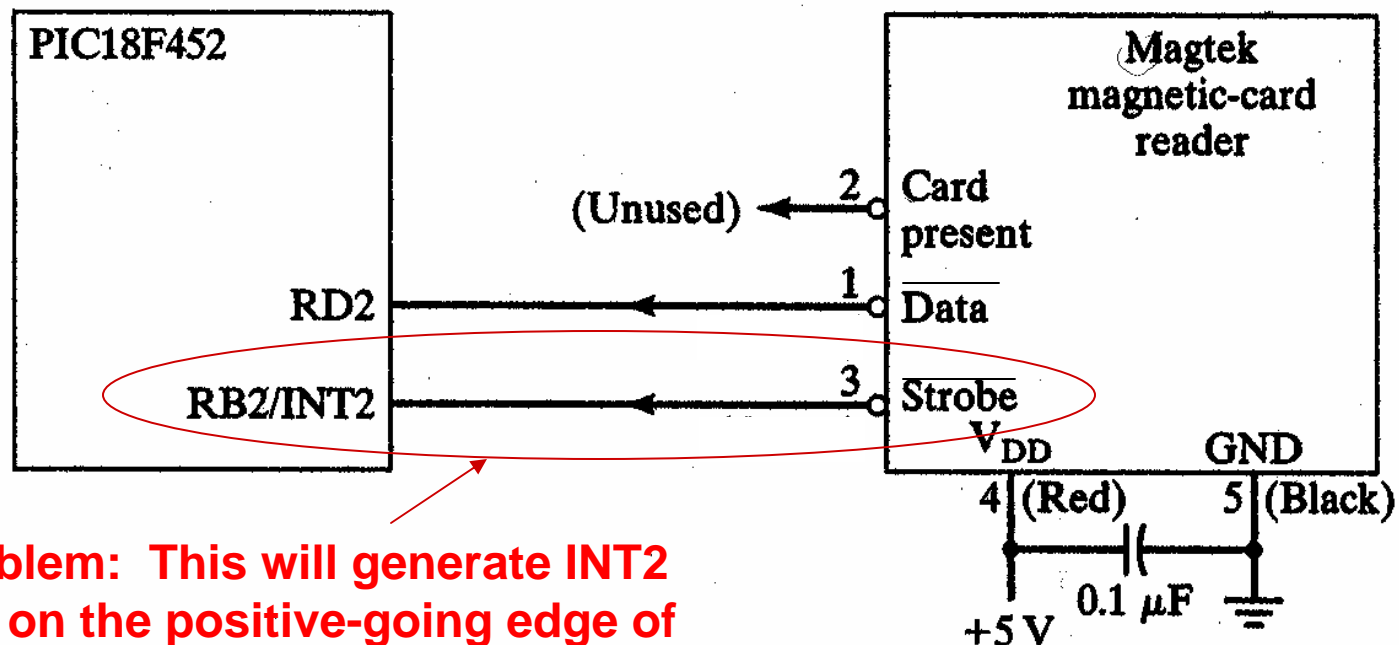 PIC18F452
Magtek
magnetic-card
reader
2 Card
present
(Unused)
1 Data
RD2
3 Strobe
RB2/INT2
VDD GND
4 (Red) 5 (Black)
0.1 μF
+5 V
blem: This will generate INT2
on the positive-going edge of